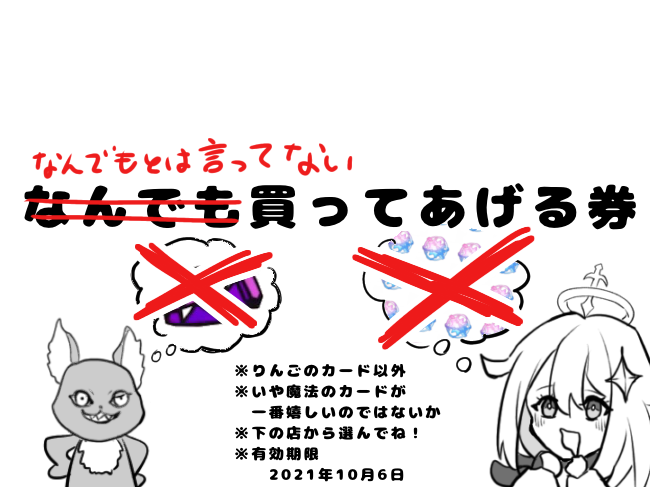 なんでもとは言ってない
なんでも買ってあげる券
※りんごのカード以外
※いや魔法のカードが
一番嬉しいのではないか
※下の店から選んでね！
※有効期限
2021年10月6日